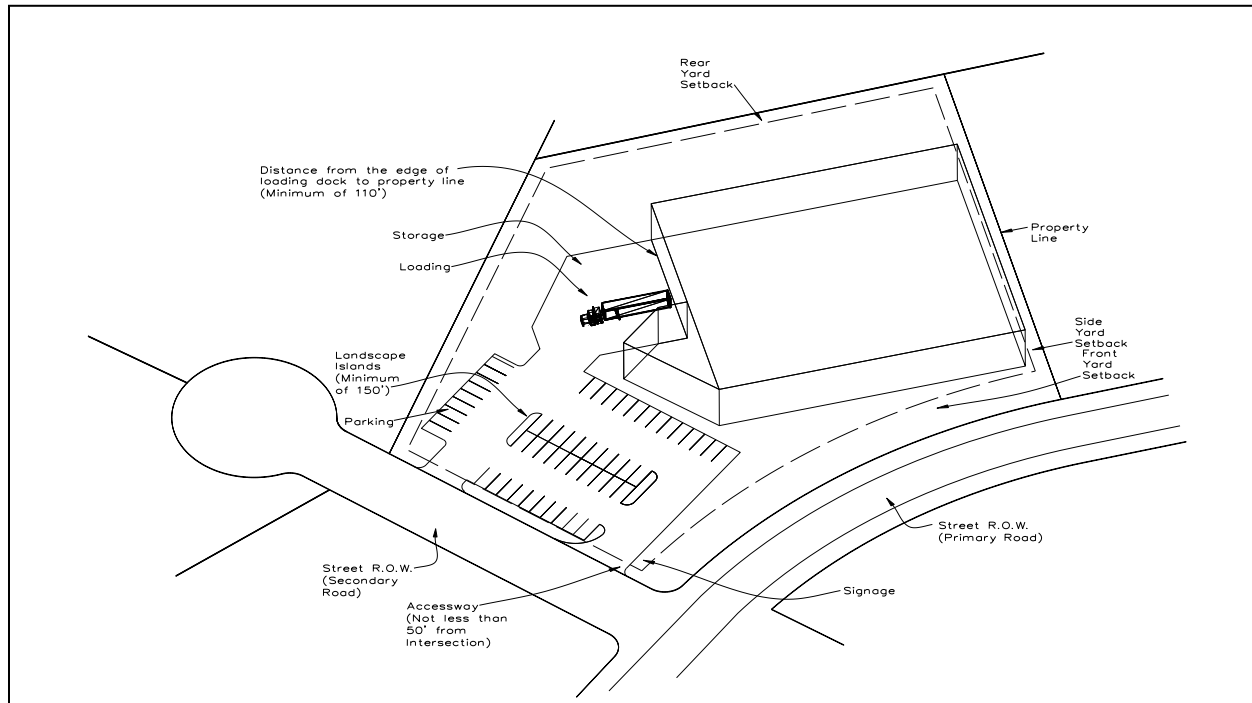 Rear
Yard
Setback
Distance from the edge of
loading dock to property line
(Minimum of 110')
Storage
Loading
Property
Line
Side
Yard
Setback
Front
Yard
Setback
Landscape
Islands
(Minimum
of 150')
Parking
Street R.O.W.
(Primary Road)
Street R.O.W.
(Secondary
Road)
Signage
Accessway
(Not less than
50' from
Intersection)